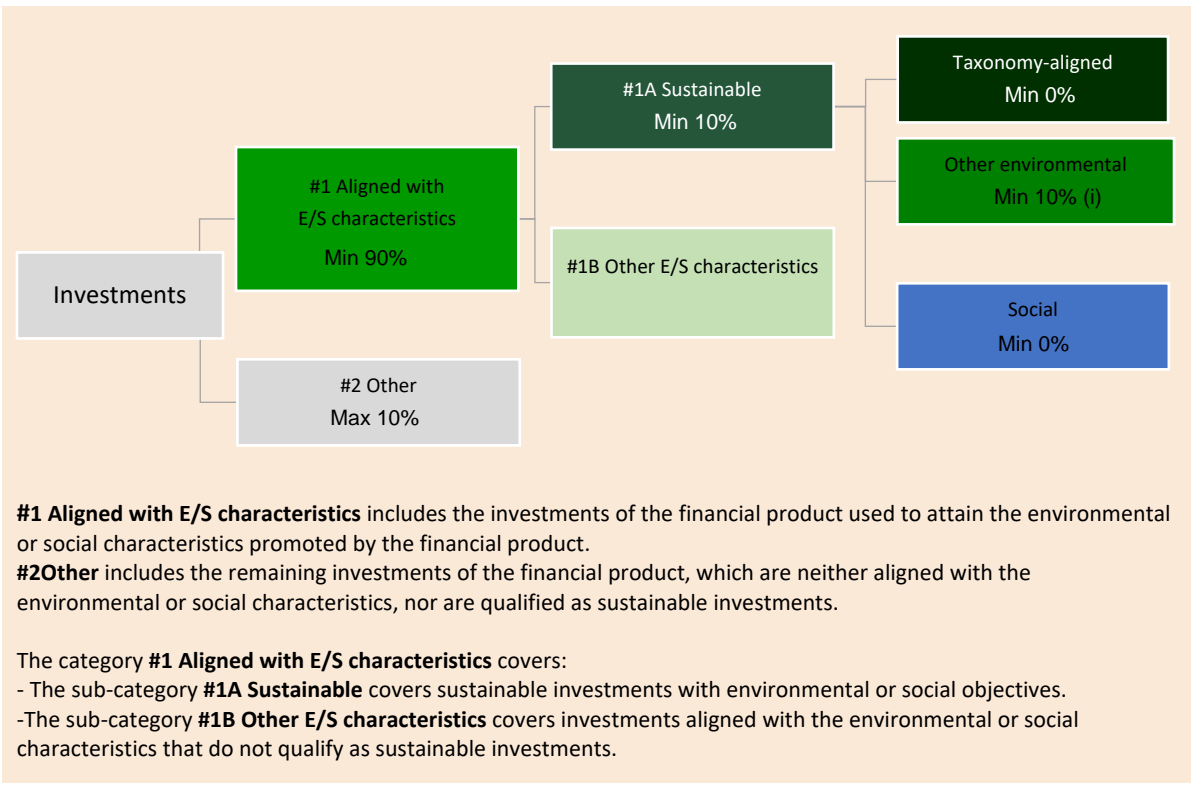 Investments
#1 Aligned with
E/S characteristics
Min 90%
#2 Other
Max 10%
#1A Sustainable
Min 10%
#1B Other E/S characteristics
Taxonomy-aligned
Min 0%
Other environmental
Min 10% (i)
Social
Min 0%
#1 Aligned with E/S characteristics includes the investments of the financial product used to attain the environmental
or social characteristics promoted by the financial product.
#2Other includes the remaining investments of the financial product, which are neither aligned with the
environmental or social characteristics, nor are qualified as sustainable investments.
The category #1 Aligned with E/S characteristics covers:
- The sub-category #1A Sustainable covers sustainable investments with environmental or social objectives.
-The sub-category #1B Other E/S characteristics covers investments aligned with the environmental or social
characteristics that do not qualify as sustainable investments.